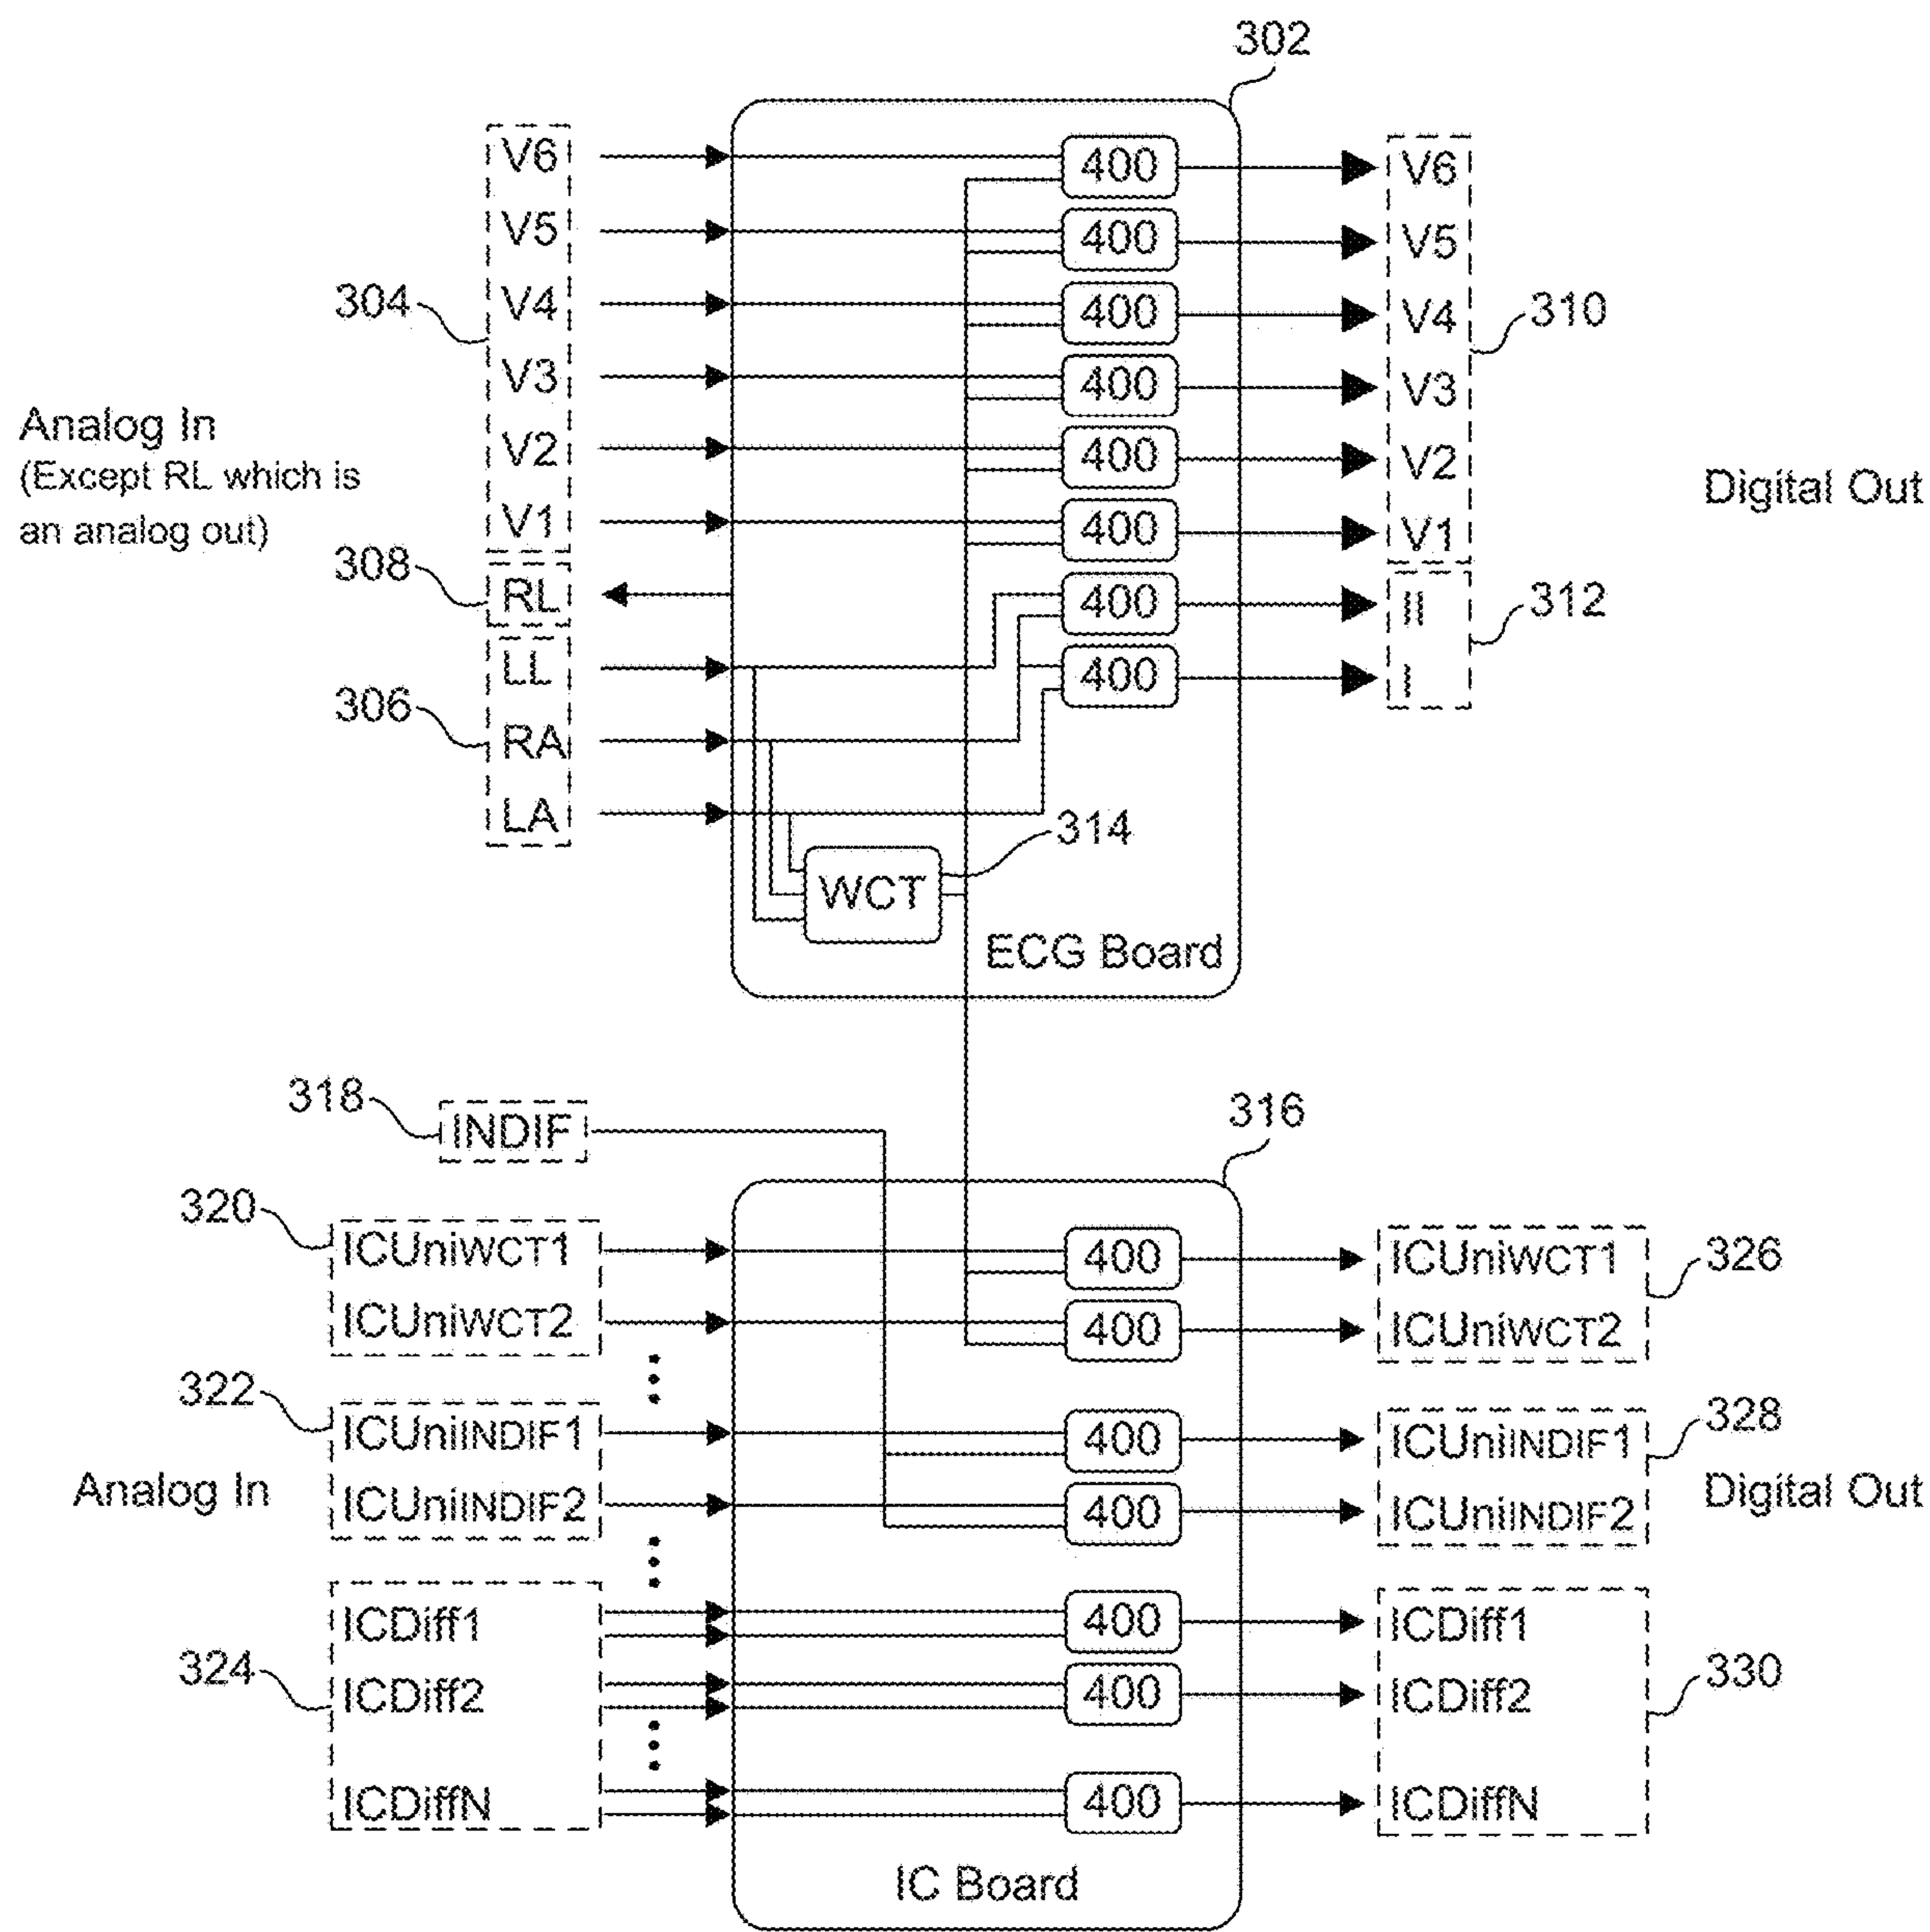 302
V6 400 V6
V5 400 V5
304 V4 400 V4 310
V3 400 V3
Analog In
(Except RL which is
an analog out)
V2 400 V2
Digital Out
V1 400 V1
308 RL 400 II 312
LL 400 I
306 RA
LA
314
WCT
ECG Board
318 INDIF
316
320 ICUniWCT1 400 ICUniWCT1 326
ICUniWCT2 400 ICUniWCT2
322 ICUniINDIF1 400 ICUniINDIF1 328
Analog In
ICUniINDIF2 400 ICUniINDIF2
Digital Out
ICDiff1 400 ICDiff1
324 ICDiff2 400 ICDiff2 330
ICDiffN 400 ICDiffN
IC Board